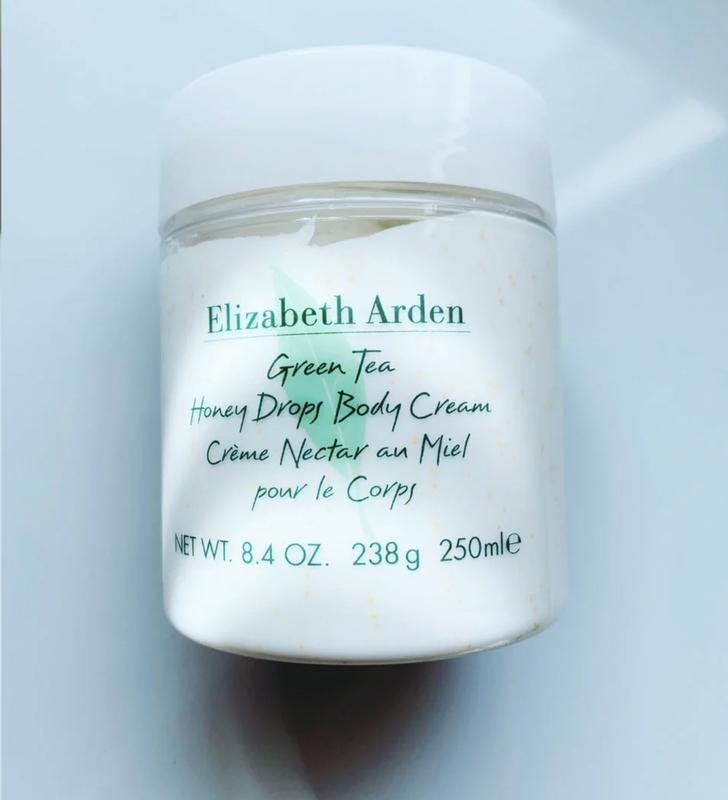 Elizabeth Arden
Green Tea
Honey Drops Body Cream
Crème Nectar au Miel
pour le Corps
NET WT. 8.4 OZ. 238g 250ml℮